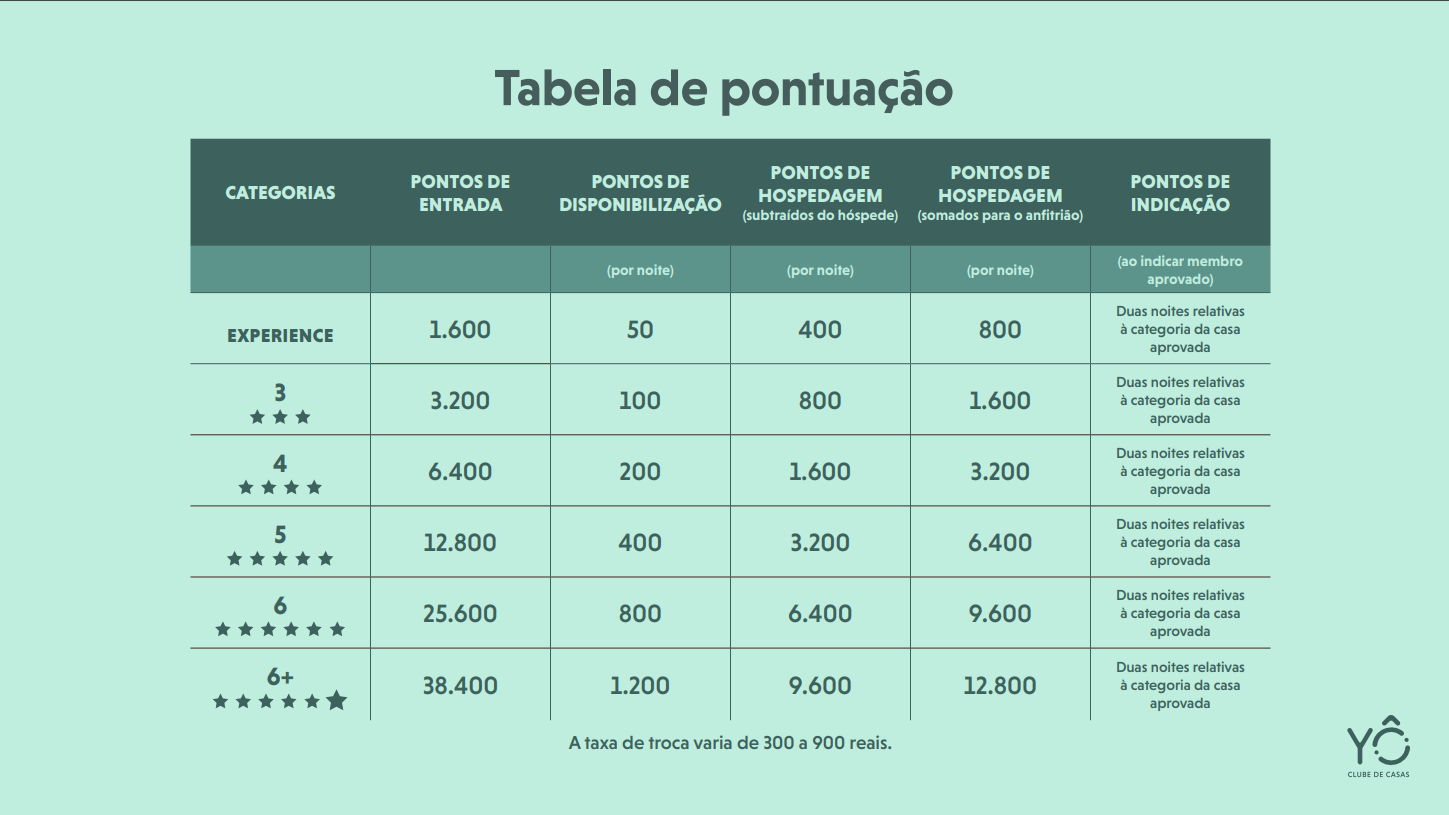 Tabela de pontuação
CATEGORIAS
PONTOS DE
ENTRADA
PONTOS DE
DISPONIBILIZAÇÃO
PONTOS DE
HOSPEDAGEM
(subtraídos do hóspede)
PONTOS DE
HOSPEDAGEM
(somados para o anfitrião)
PONTOS DE
INDICAÇÃO
(por noite)
(por noite)
(por noite)
(ao indicar membro
aprovado)
EXPERIENCE
1.600
50
400
800
Duas noites relativas
à categoria da casa
aprovada
3
3.200
100
800
1.600
Duas noites relativas
à categoria da casa
aprovada
4
6.400
200
1.600
3.200
Duas noites relativas
à categoria da casa
aprovada
5
12.800
400
3.200
6.400
Duas noites relativas
à categoria da casa
aprovada
6
25.600
800
6.400
9.600
Duas noites relativas
à categoria da casa
aprovada
6+
38.400
1.200
9.600
12.800
Duas noites relativas
à categoria da casa
aprovada
A taxa de troca varia de 300 a 900 reais.
YÔ
CLUBE DE CASAS